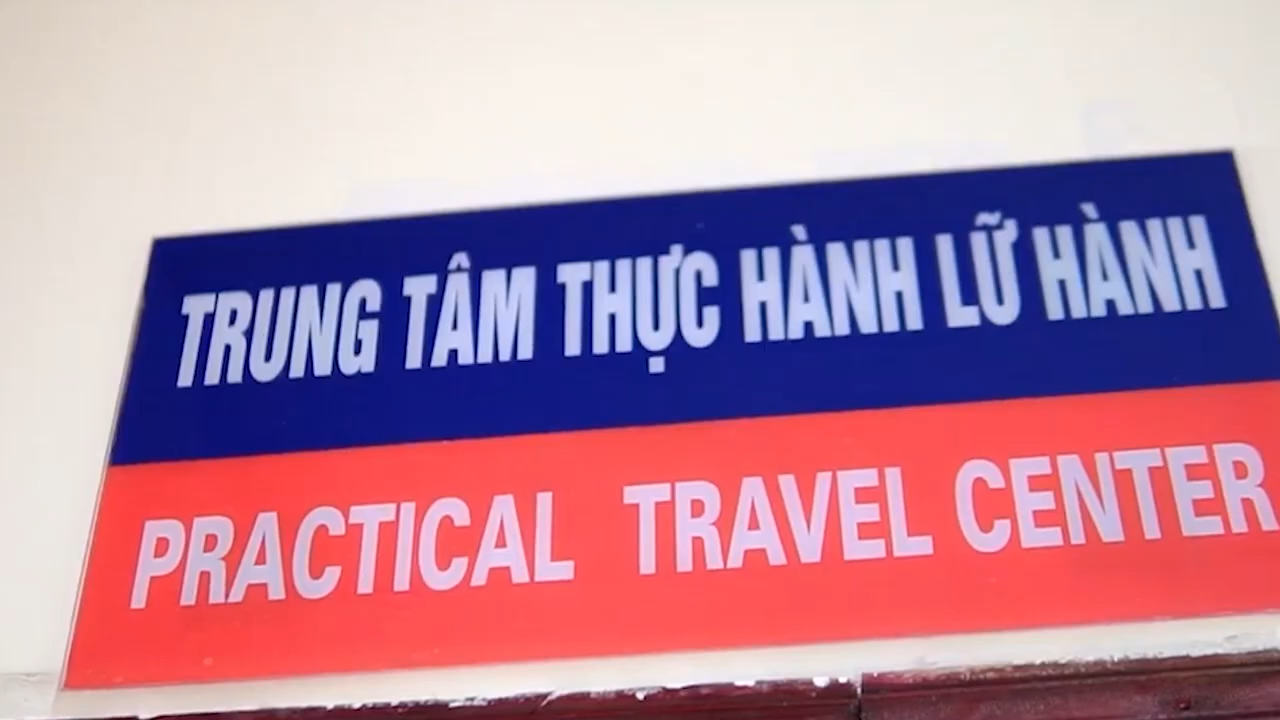 TRUNG TÂM THỰC HÀNH LỮ HÀNH
PRACTICAL TRAVEL CENTER